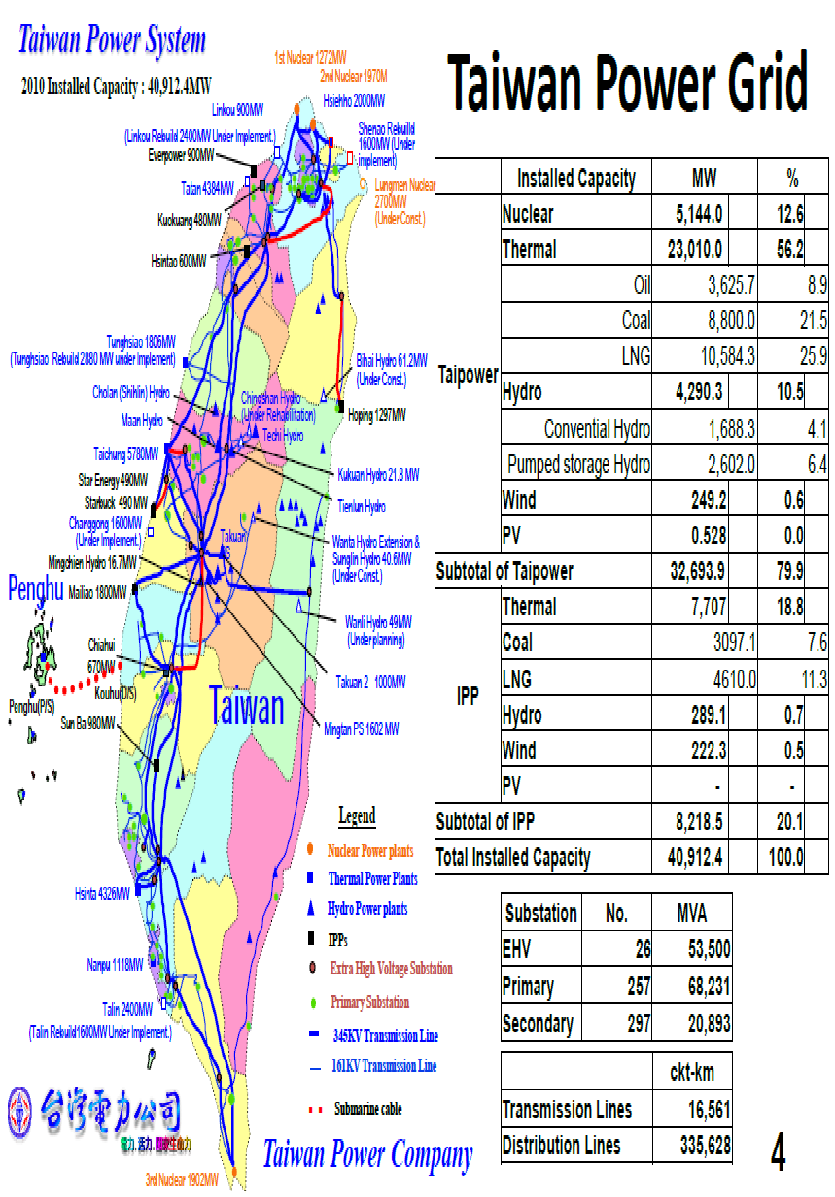 Taiwan Power System
2010 Installed Capacity : 40,912.4MW
1st Nuclear 1272MW
2nd Nuclear 1970M
Hsiehho 2000MW
Linkou 900MW
(Linkou Rebuild 2400MW Under Implement.)
Shenao Rebuilld
1600MW (Under
implement)
Everpower 900MW
Tatan 4384MW
Lungmen Nuclear
2700MW
(UnderConst.)
Kuokuang 480MW
Hsintao 600MW
Tunghsiao 1806MW
(Tunghsiao Rebuild 2080 MW under Implement)
Bihai Hydro 61.2MW
(Under Const.)
Cholan (Shihlin) Hydro
Chingshan Hydro
(Under Rehabiliation)
Hoping 1297MW
Maan Hydro
Techi Hydro
Taichung 5780MW
Kukuan Hydro 21.3 MW
Star Energy 490MW
Starbuck 490 MW
Tienlun Hydro
Changgong 1600MW
(Under Implement.)
Takuan
Wanta Hydro Extension &
Sunglin Hydro 40.6MW
(Under Const.)
Mingchien Hydro 16.7MW
Penghu
Mailiao 1800MW
Wanli Hydro 49MW
(Under planning)
Chiahui
670MW
Takuan 2 1000MW
Kouhu(D/S)
Penghu(P/S)
Taiwan
Sun Ba 980MW
Mngtan PS 1602 MW
Hsinta 4326MW
Nanpu 1118MW
Talin 2400MW
(Talin Rebuild 1600MW Under Implement.)
3rd Nuclear 1902MW
Legend
Nuclear Power plants
Thermal Power Plants
Hydro Power plants
IPPs
Extra High Voltage Substation
Primary Substation
345KV Transmission Line
161KV Transmission Line
Submarine cable
台灣電力公司
Taiwan Power Company
Taiwan Power Grid
Installed Capacity MW %
Taipower
Nuclear 5,144.0 12.6
Thermal 23,010.0 56.2
Oil 3,625.7 8.9
Coal 8,800.0 21.5
LNG 10,584.3 25.9
Hydro 4,290.3 10.5
Convential Hydro 1,688.3 4.1
Pumped storage Hydro 2,602.0 6.4
Wind 249.2 0.6
PV 0.528 0.0
Subtotal of Taipower 32,693.9 79.9
IPP
Thermal 7,707 18.8
Coal 3097.1 7.6
LNG 4610.0 11.3
Hydro 289.1 0.7
Wind 222.3 0.5
PV - -
Subtotal of IPP 8,218.5 20.1
Total Installed Capacity 40,912.4 100.0
Substation No. MVA
EHV 26 53,500
Primary 257 68,231
Secondary 297 20,893
ckt-km
Transmission Lines 16,561
Distribution Lines 335,628
4